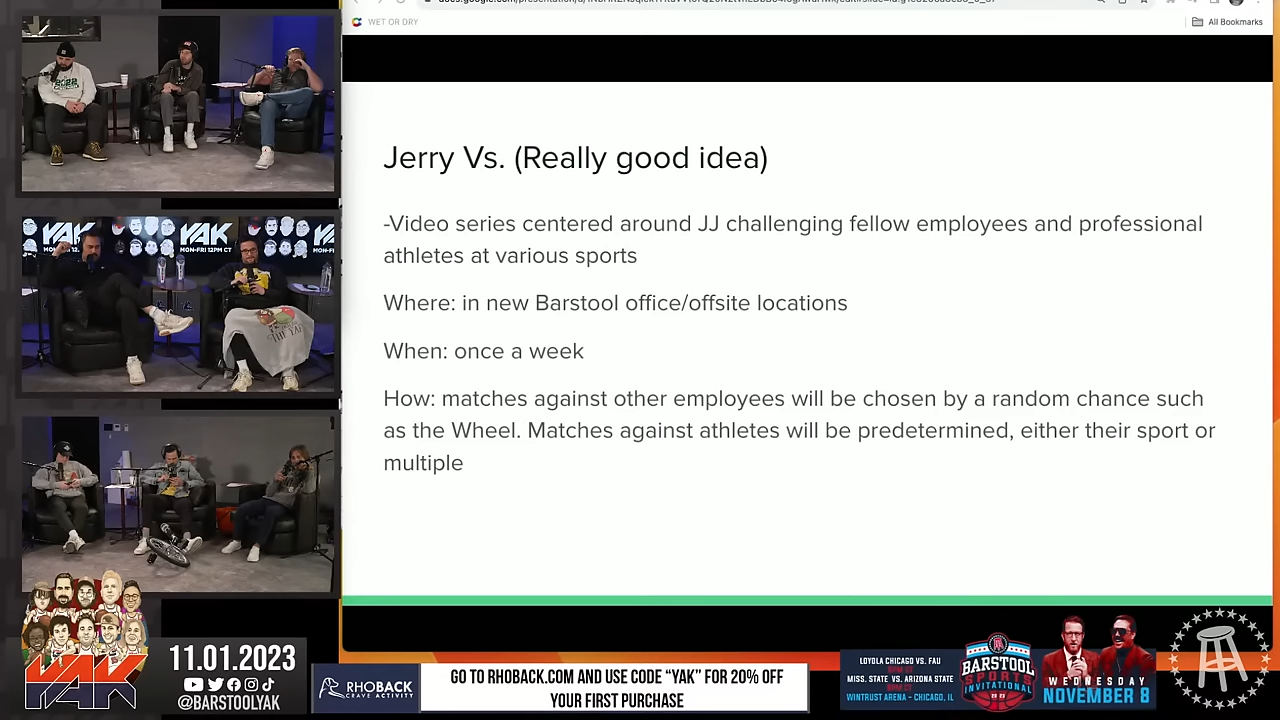 WET OR DRY
All Bookmarks
Jerry Vs. (Really good idea)
-Video series centered around JJ challenging fellow employees and professional
athletes at various sports
Where: in new Barstool office/offsite locations
When: once a week
How: matches against other employees will be chosen by a random chance such
as the Wheel. Matches against athletes will be predetermined, either their sport or
multiple
YAK
YAK
MON-FRI 12PM CT
YAK
11.01.2023
@BARSTOOLYAK
RHOBACK
CRAVE ACTIVITY
GO TO RHOBACK.COM AND USE CODE “YAK” FOR 20% OFF
YOUR FIRST PURCHASE
LOYOLA CHICAGO VS. FAU
MISS. STATE VS. ARIZONA STATE
WINTRUST ARENA - CHICAGO, IL
BARSTOOL
SPORTS
INVITATIONAL
WEDNESDAY
NOVEMBER 8